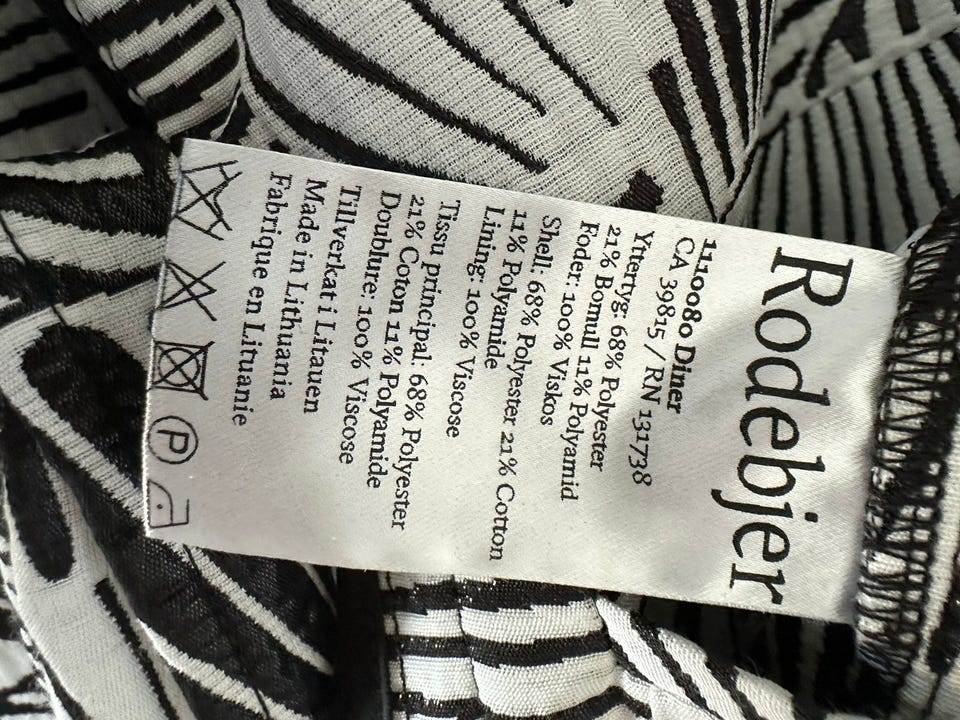 Rodebjer
1110080 Diner
CA 39815 / RN 131738
Yttertyg: 68% Polyester
21% Bomull 11% Polyamid
Foder: 100% Viskos
Shell: 68% Polyester 21% Cotton
11% Polyamide
Lining: 100% Viscose
Tissu principal: 68% Polyester
21% Coton 11% Polyamide
Doublure: 100% Viscose
Tillverkat i Litauen
Made in Lithuania
Fabrique en Lituanie
P